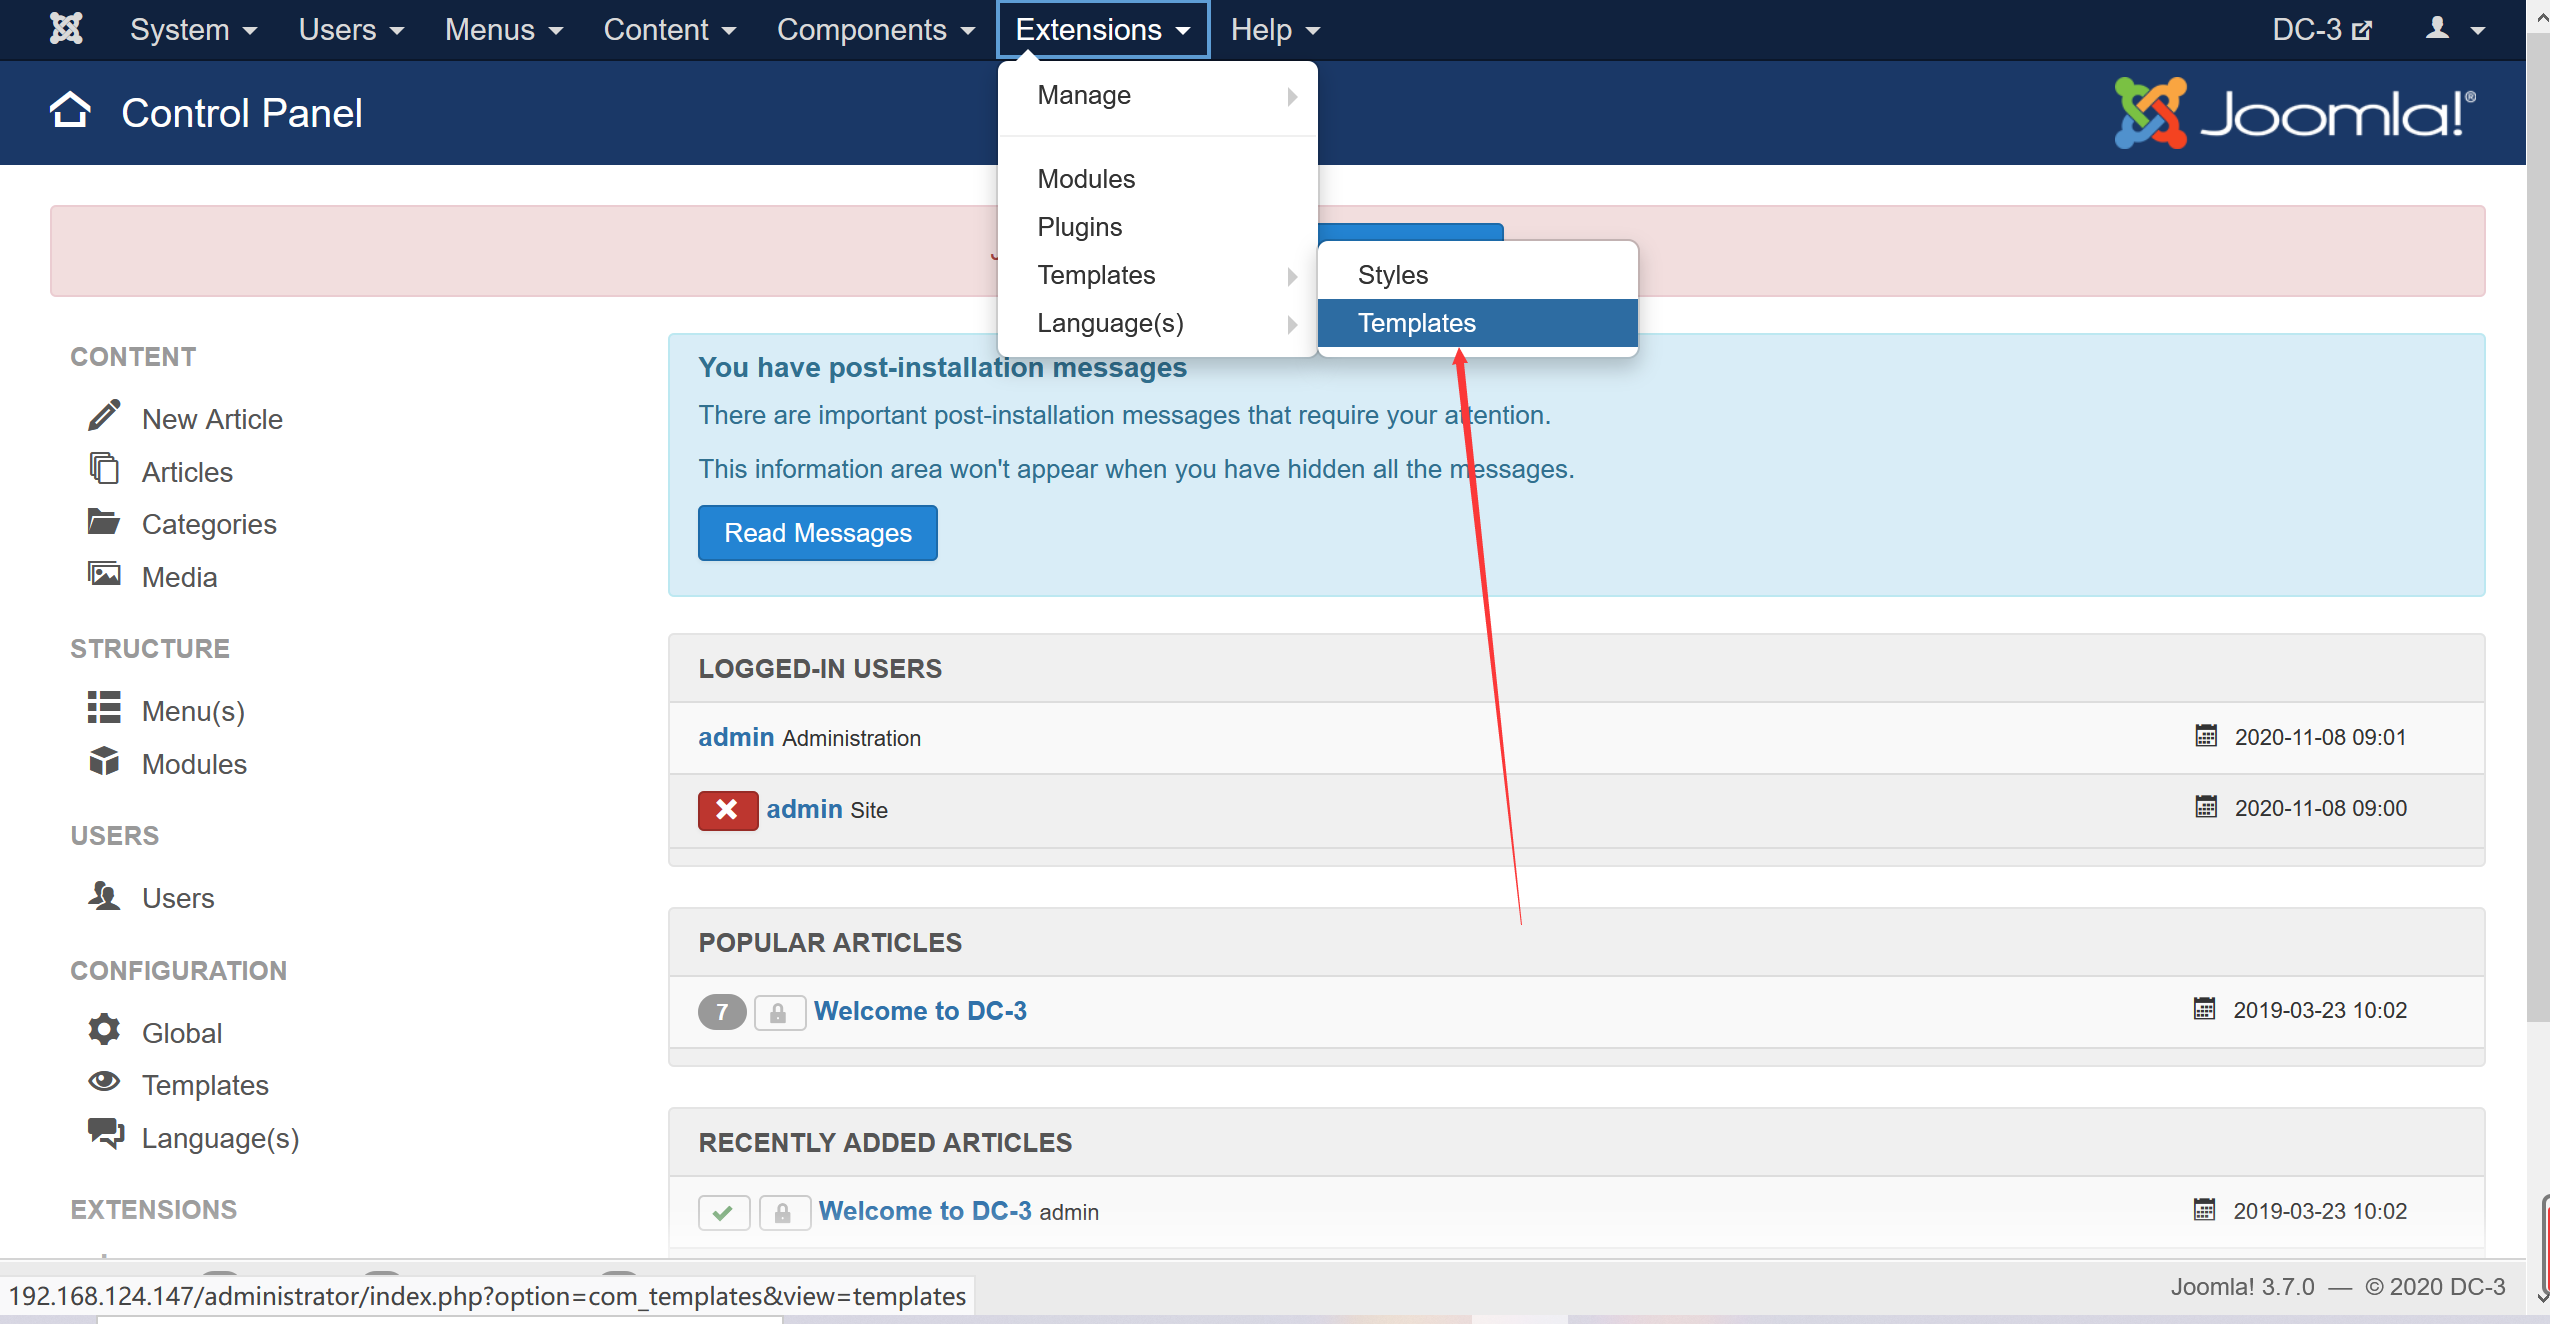 System Users Menus Content Components Extensions Help DC-3
Control Panel
Joomla!®
Manage
Modules
Plugins
Templates
Language(s)
Styles
Templates
CONTENT
New Article
Articles
Categories
Media
STRUCTURE
Menu(s)
Modules
USERS
Users
CONFIGURATION
Global
Templates
Language(s)
EXTENSIONS
You have post-installation messages
There are important post-installation messages that require your attention.
This information area won't appear when you have hidden all the messages.
Read Messages
LOGGED-IN USERS
admin Administration 2020-11-08 09:01
admin Site 2020-11-08 09:00
POPULAR ARTICLES
7 Welcome to DC-3 2019-03-23 10:02
RECENTLY ADDED ARTICLES
Welcome to DC-3 admin 2019-03-23 10:02
192.168.124.147/administrator/index.php?option=com_templates&view=templates
Joomla! 3.7.0 — © 2020 DC-3